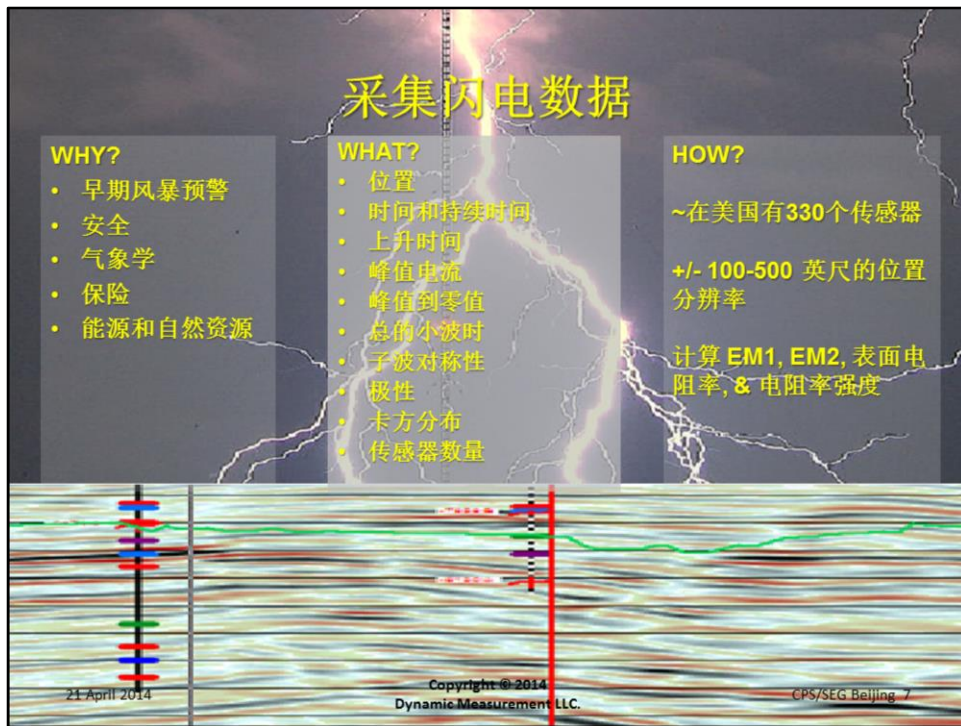 采集闪电数据
WHY?
• 早期风暴预警
• 安全
• 气象学
• 保险
• 能源和自然资源
WHAT?
• 位置
• 时间和持续时间
• 上升时间
• 峰值电流
• 峰值到零值
• 总的小波时
• 子波对称性
• 极性
• 卡方分布
• 传感器数量
HOW?
~在美国有330个传感器
+/- 100-500 英尺的位置
分辨率
计算 EM1, EM2, 表面电
阻率, & 电阻率强度
21 April 2014
Copyright © 2014
Dynamic Measurement LLC.
CPS/SEG Beijing 7